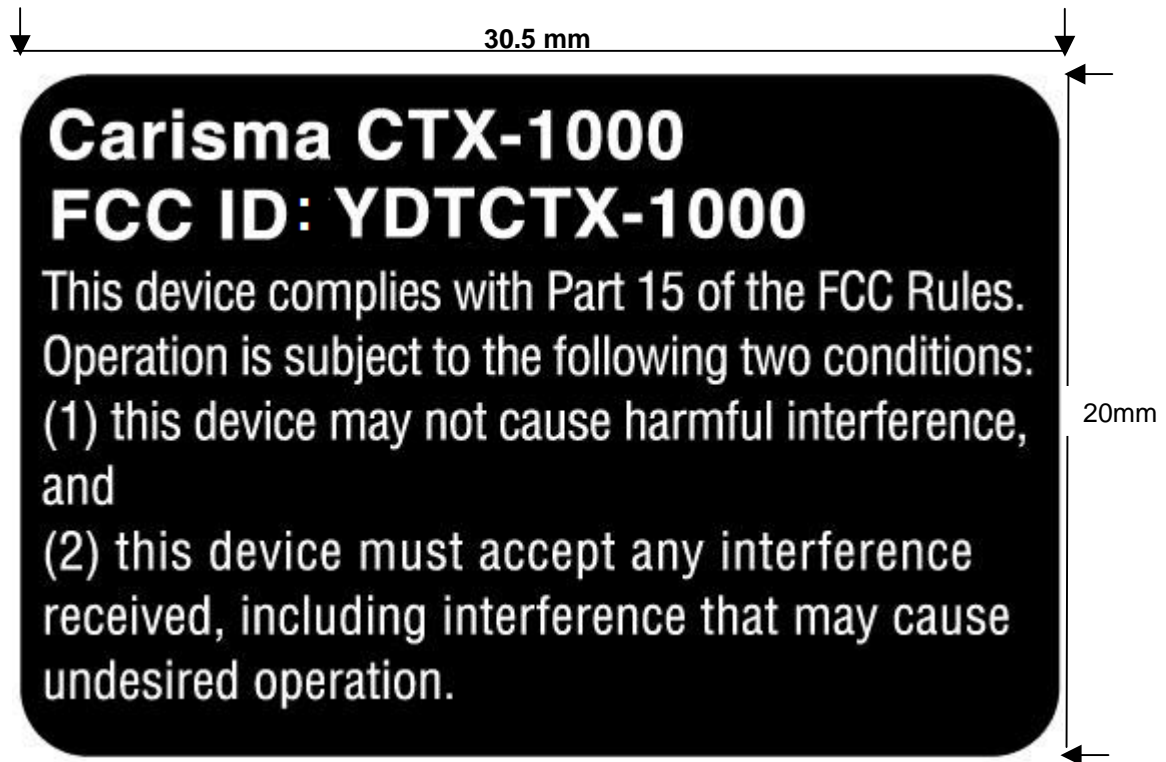 30.5 mm
Carisma CTX-1000
FCC ID: YDTCTX-1000
This device complies with Part 15 of the FCC Rules.
Operation is subject to the following two conditions:
(1) this device may not cause harmful interference,
and
(2) this device must accept any interference
received, including interference that may cause
undesired operation.
20mm